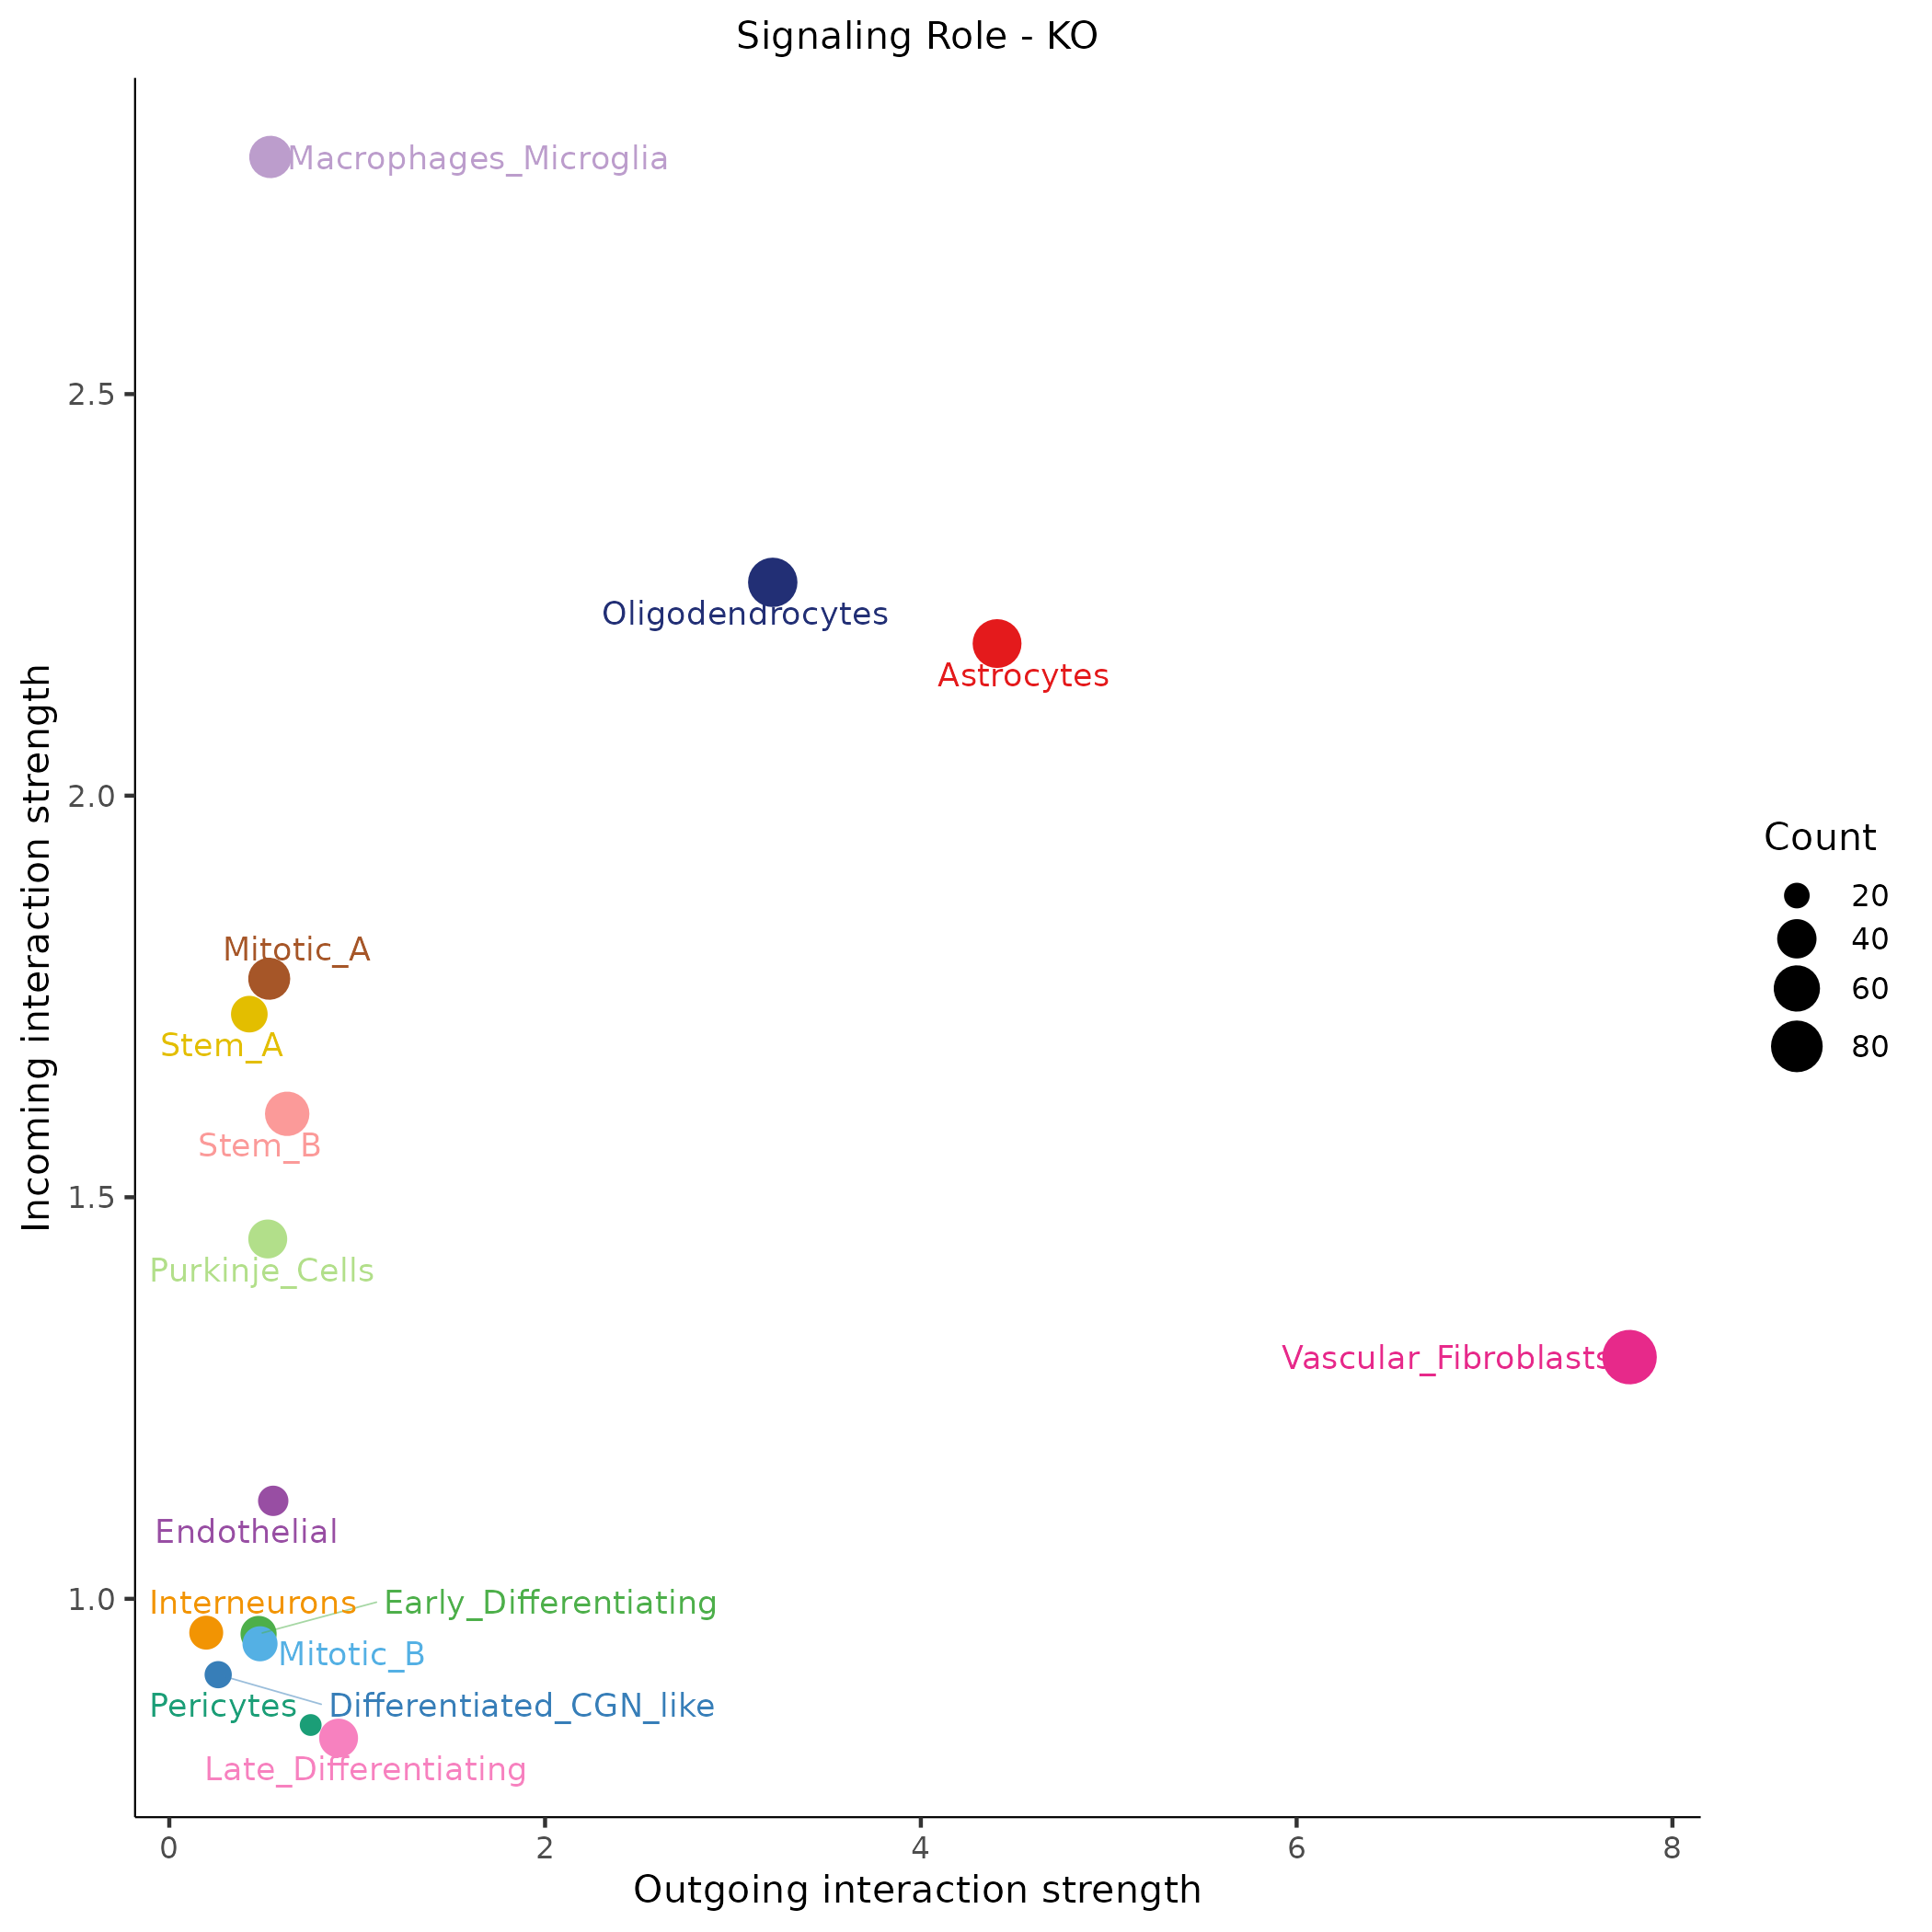 Signaling Role - KO
Macrophages_Microglia
2.5
Oligodendrocytes
Astrocytes
2.0
Incoming interaction strength
Count
20
40
60
80
Mitotic_A
Stem_A
Stem_B
1.5
Purkinje_Cells
Vascular_Fibroblasts
Endothelial
1.0
Interneurons
Early_Differentiating
Mitotic_B
Pericytes
Differentiated_CGN_like
Late_Differentiating
0
2
4
6
8
Outgoing interaction strength